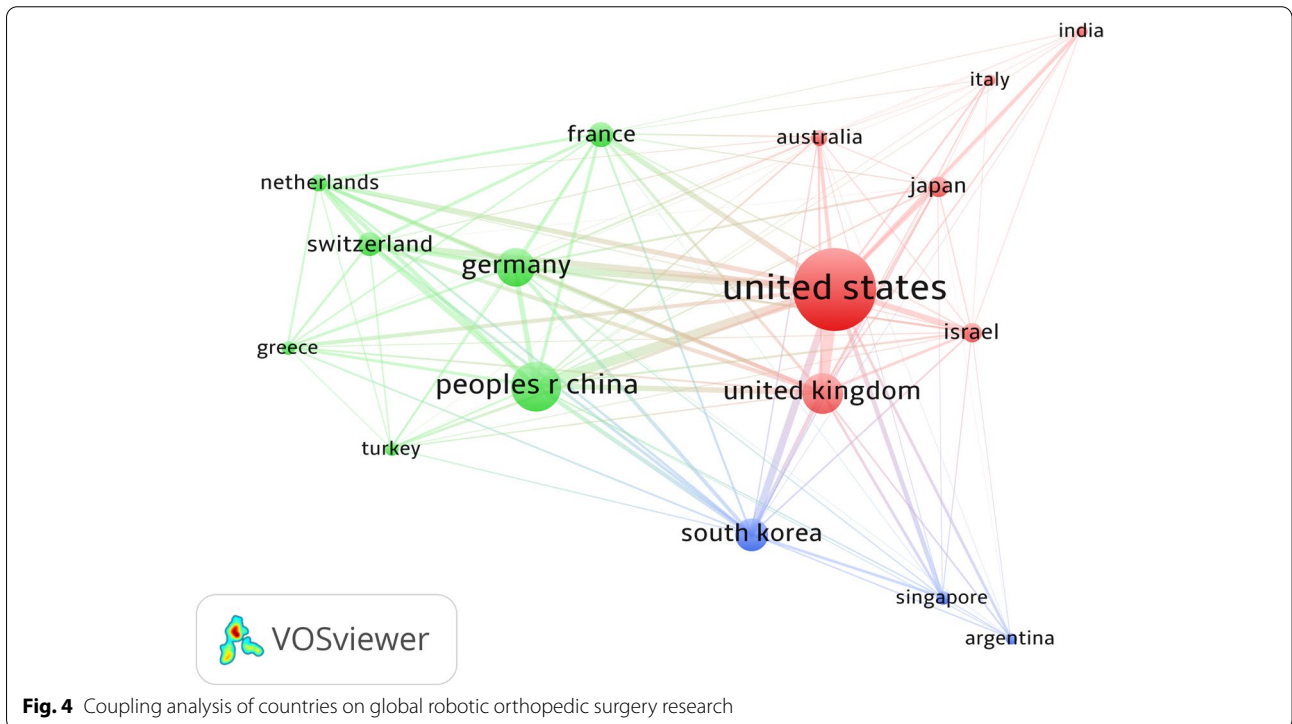 india
italy
france
australia
netherlands
japan
switzerland
germany
united states
israel
greece
peoples r china
united kingdom
turkey
south korea
singapore
argentina
VOSviewer
Fig. 4 Coupling analysis of countries on global robotic orthopedic surgery research